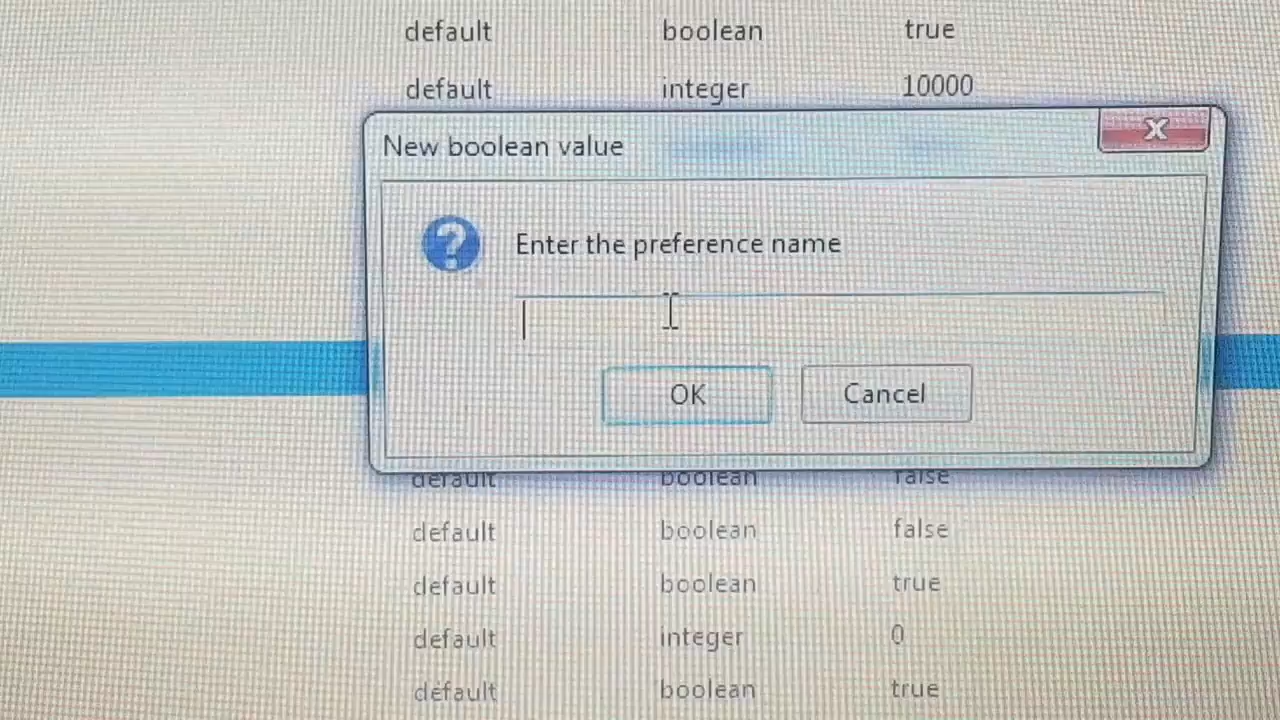 default boolean true
default integer 10000
New boolean value
Enter the preference name
OK Cancel
default boolean false
default boolean false
default boolean true
default integer 0
default boolean true